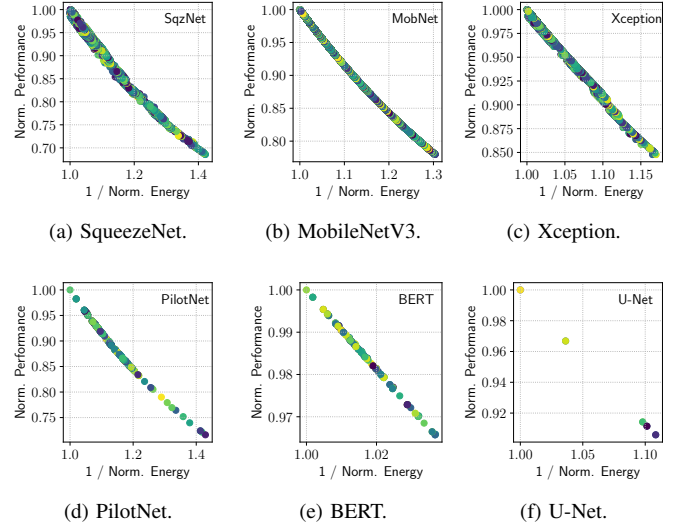 1.00
0.95
0.90
0.85
0.80
0.75
0.70
Norm. Performance
SqzNet
1.0
1.2
1.4
1 / Norm. Energy
(a) SqueezeNet.
1.00
0.95
0.90
0.85
0.80
Norm. Performance
MobNet
1.0
1.1
1.2
1.3
1 / Norm. Energy
(b) MobileNetV3.
1.000
0.975
0.950
0.925
0.900
0.875
0.850
Norm. Performance
Xception
1.00
1.05
1.10
1.15
1 / Norm. Energy
(c) Xception.
1.00
0.95
0.90
0.85
0.80
0.75
Norm. Performance
PilotNet
1.0
1.2
1.4
1 / Norm. Energy
(d) PilotNet.
1.00
0.99
0.98
0.97
Norm. Performance
BERT
1.00
1.02
1 / Norm. Energy
(e) BERT.
1.00
0.98
0.96
0.94
0.92
Norm. Performance
U-Net
1.00
1.05
1.10
1 / Norm. Energy
(f) U-Net.